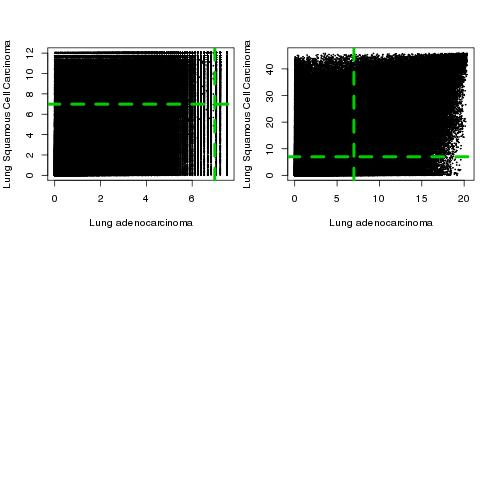 Lung Squamous Cell Carcinoma
12
10
8
6
4
2
0
0 2 4 6
Lung adenocarcinoma
Lung Squamous Cell Carcinoma
40
30
20
10
0
0 5 10 15 20
Lung adenocarcinoma